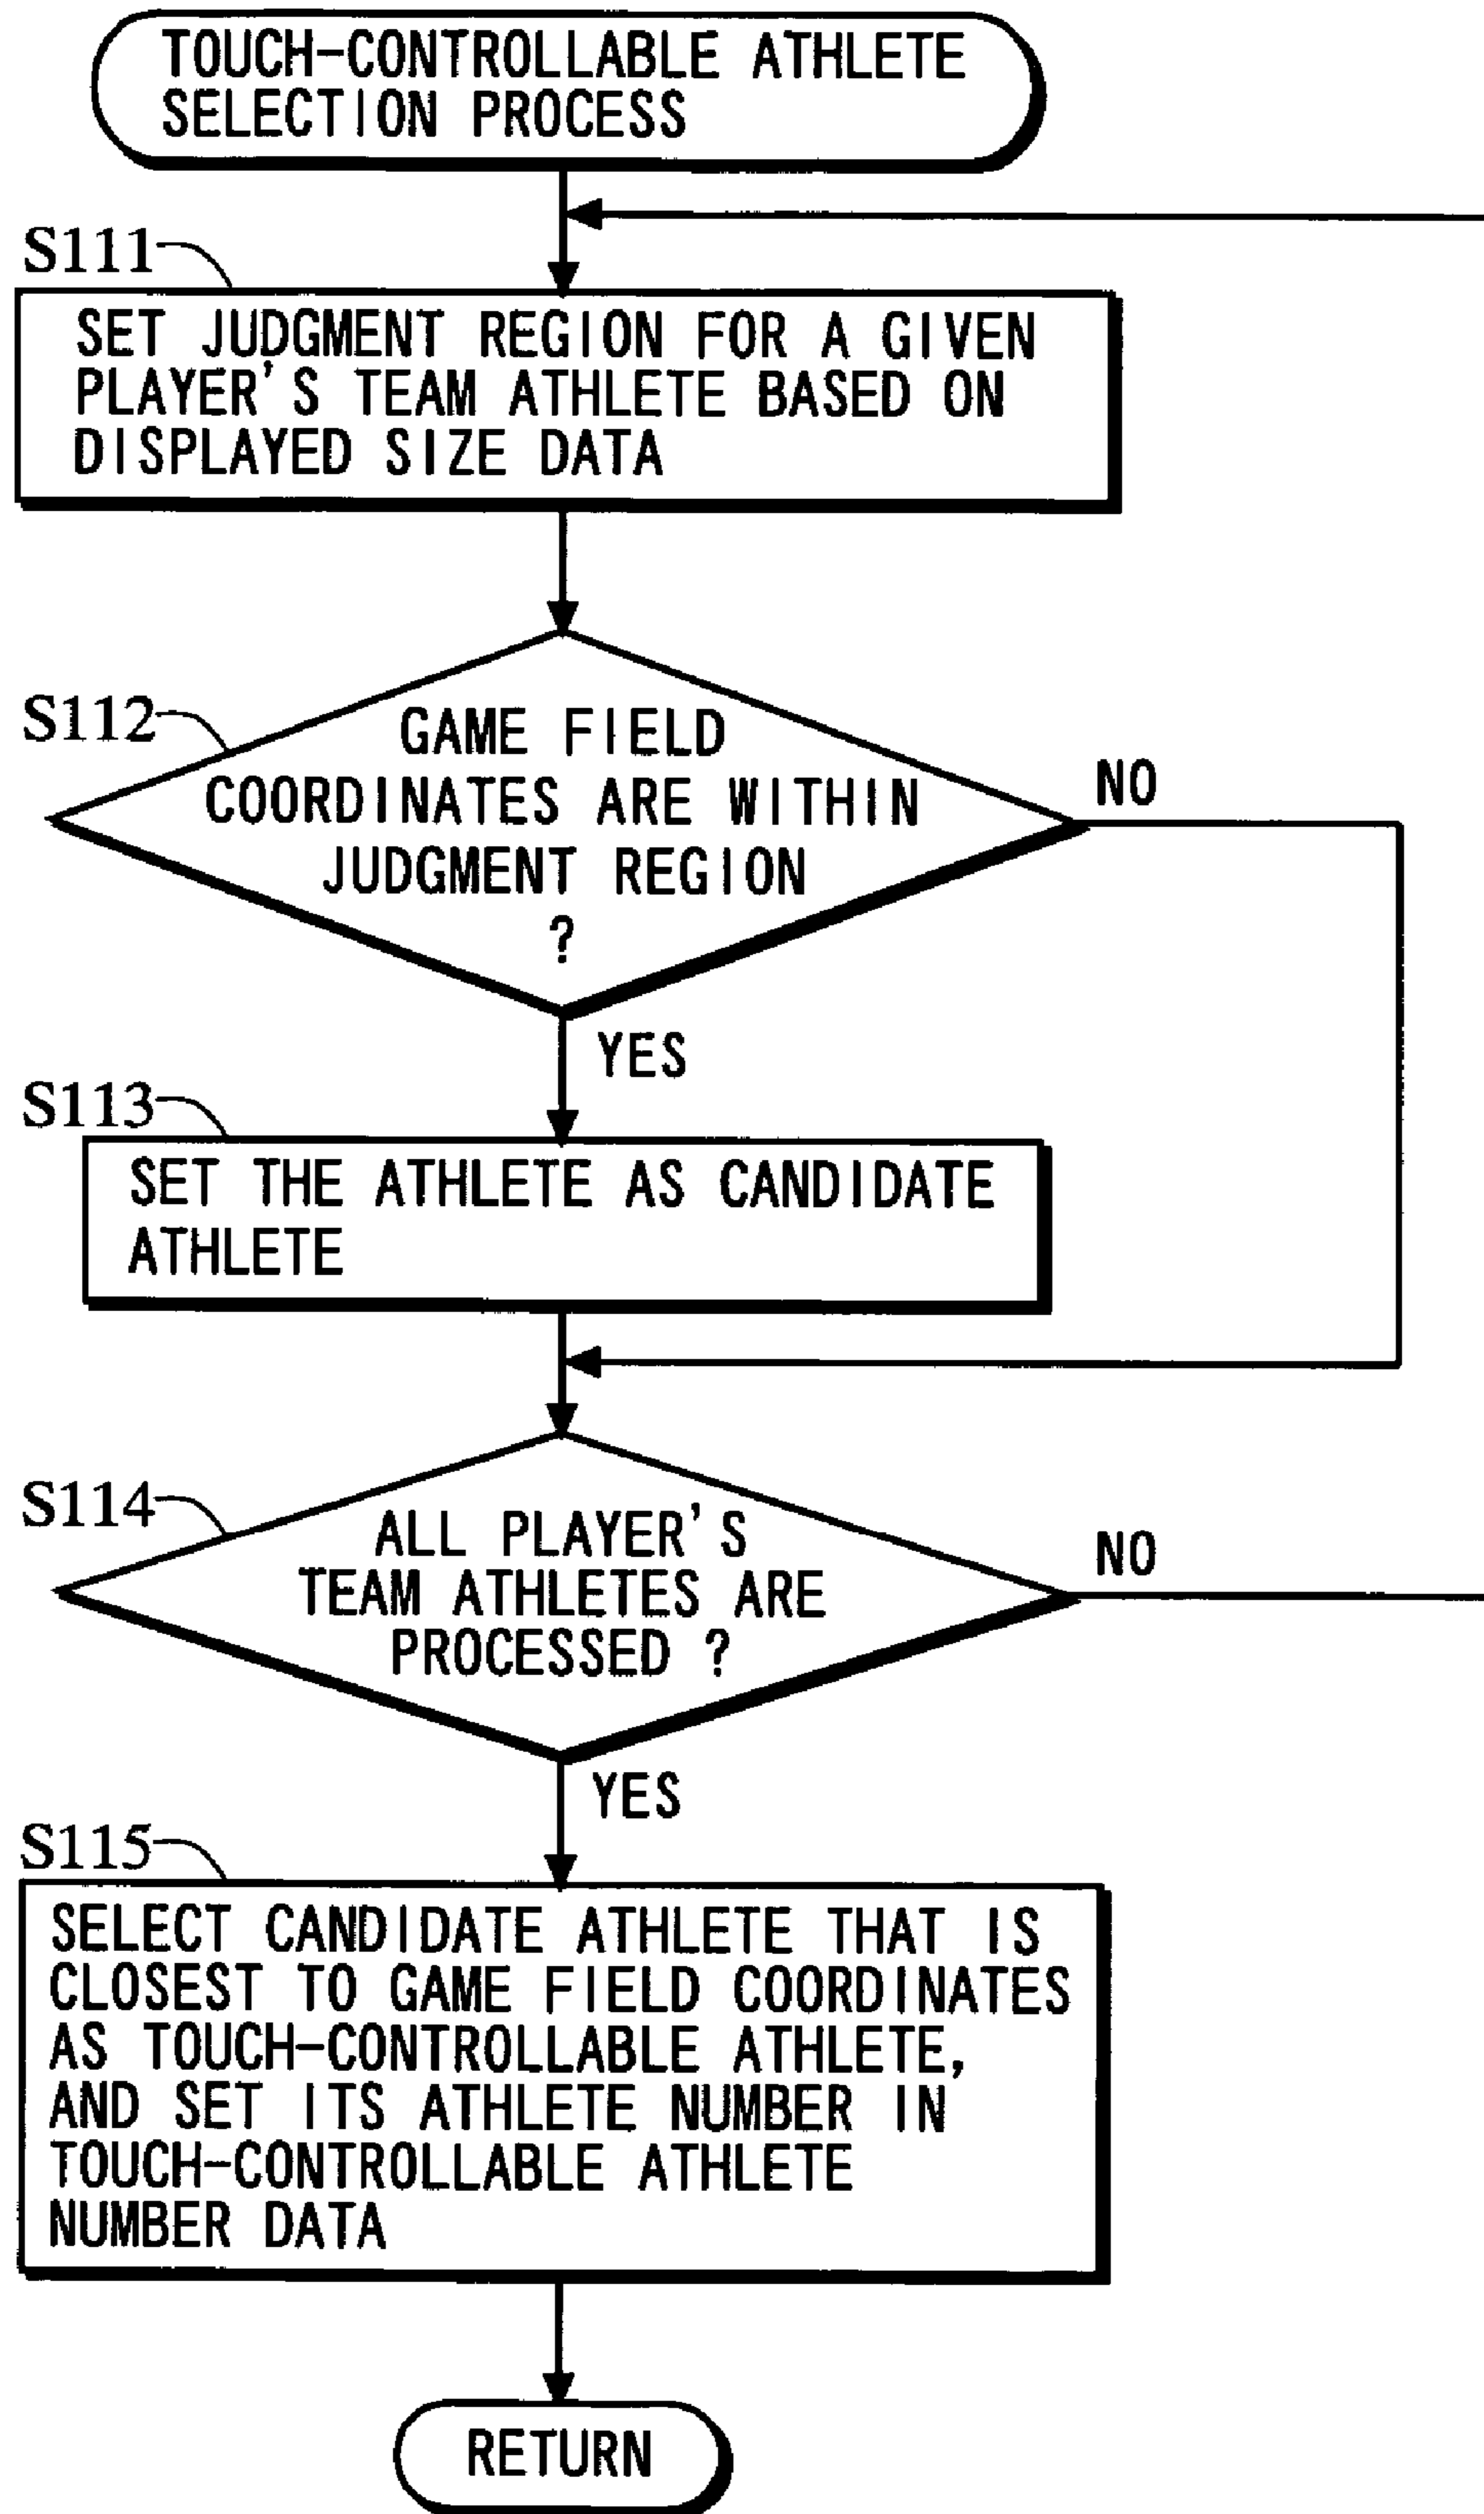 TOUCH-CONTROLLABLE ATHLETE
SELECTION PROCESS
S111
SET JUDGMENT REGION FOR A GIVEN
PLAYER'S TEAM ATHLETE BASED ON
DISPLAYED SIZE DATA
S112
GAME FIELD
COORDINATES ARE WITHIN
JUDGMENT REGION
?
NO
YES
S113
SET THE ATHLETE AS CANDIDATE
ATHLETE
S114
ALL PLAYER'S
TEAM ATHLETES ARE
PROCESSED ?
NO
YES
S115
SELECT CANDIDATE ATHLETE THAT IS
CLOSEST TO GAME FIELD COORDINATES
AS TOUCH-CONTROLLABLE ATHLETE,
AND SET ITS ATHLETE NUMBER IN
TOUCH-CONTROLLABLE ATHLETE
NUMBER DATA
RETURN